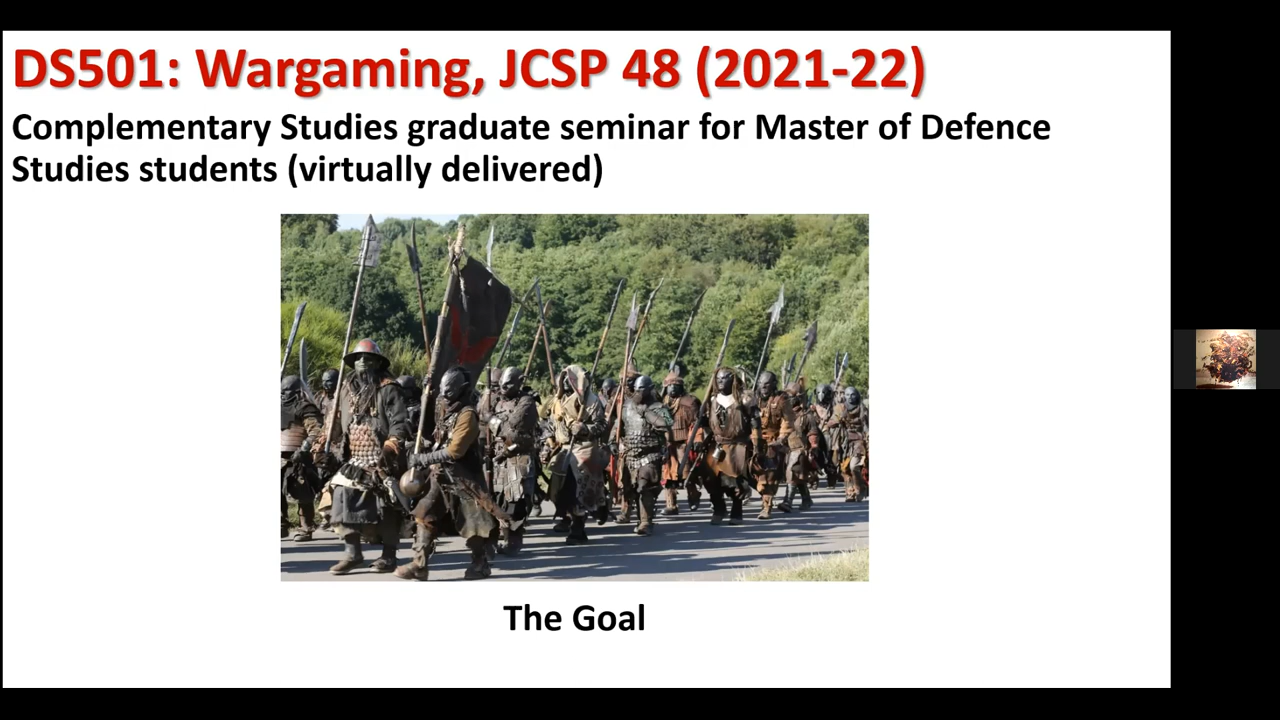 DS501: Wargaming, JCSP 48 (2021-22)
Complementary Studies graduate seminar for Master of Defence
Studies students (virtually delivered)
The Goal